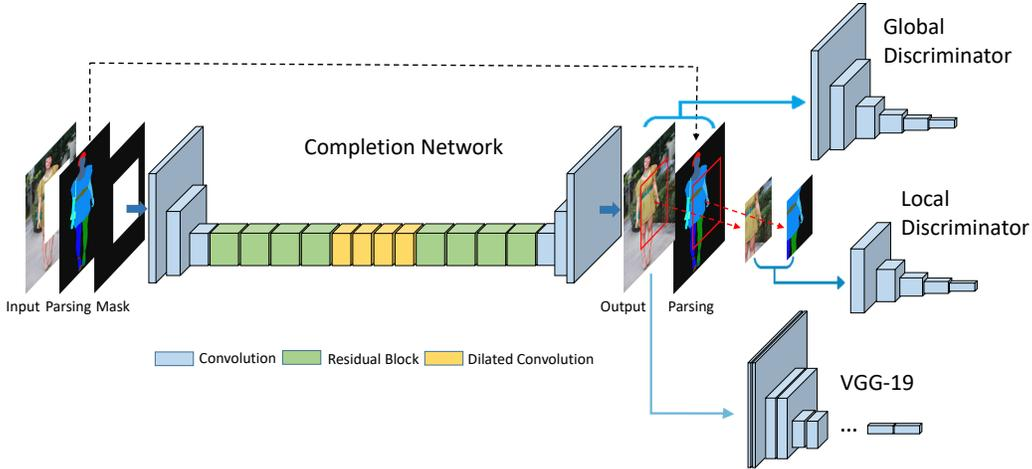 Global
Discriminator
Completion Network
Local
Discriminator
Input Parsing Mask
Output
Parsing
Convolution
Residual Block
Dilated Convolution
VGG-19
...